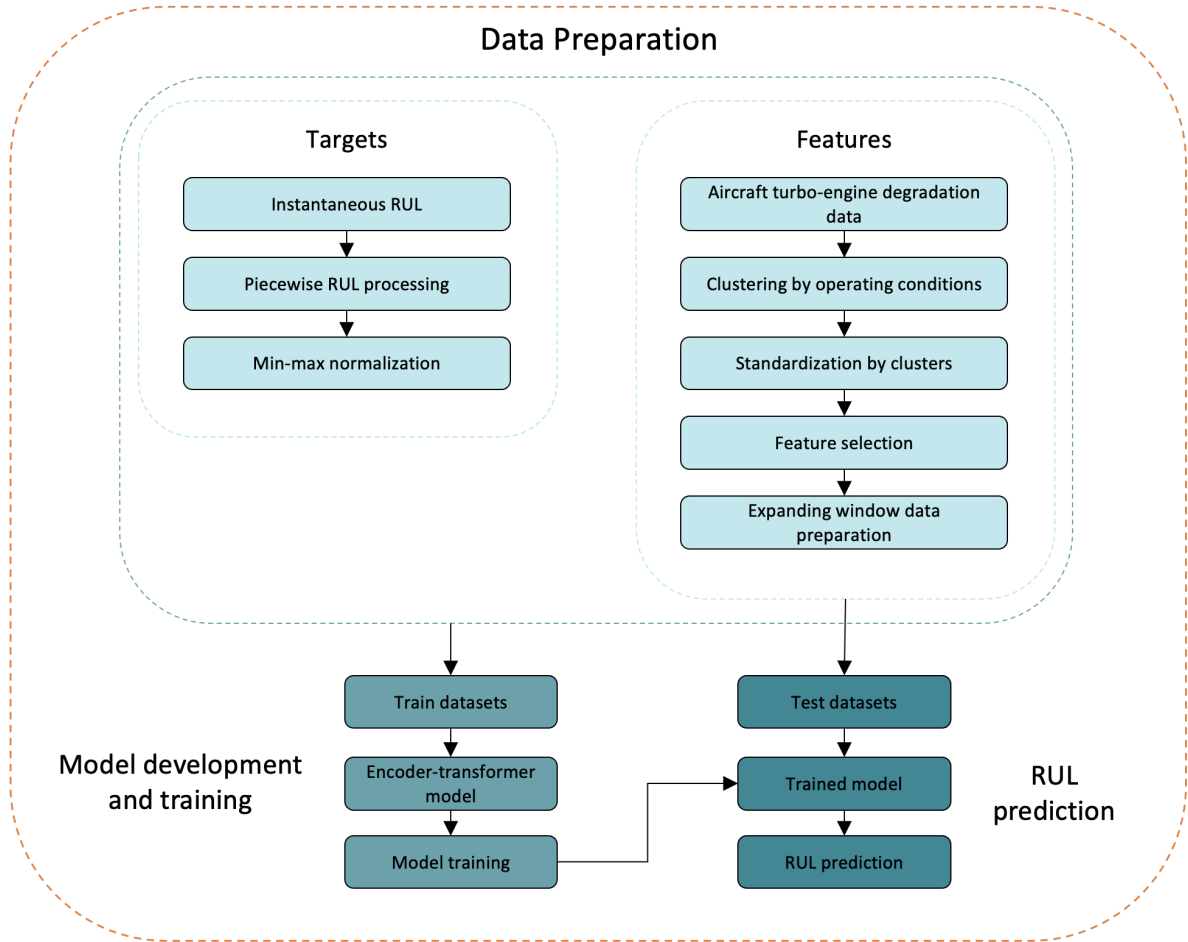 Data Preparation
Targets
Instantaneous RUL
Piecewise RUL processing
Min-max normalization
Features
Aircraft turbo-engine degradation
data
Clustering by operating conditions
Standardization by clusters
Feature selection
Expanding window data
preparation
Model development
and training
Train datasets
Encoder-transformer
model
Model training
Test datasets
Trained model
RUL prediction
RUL
prediction